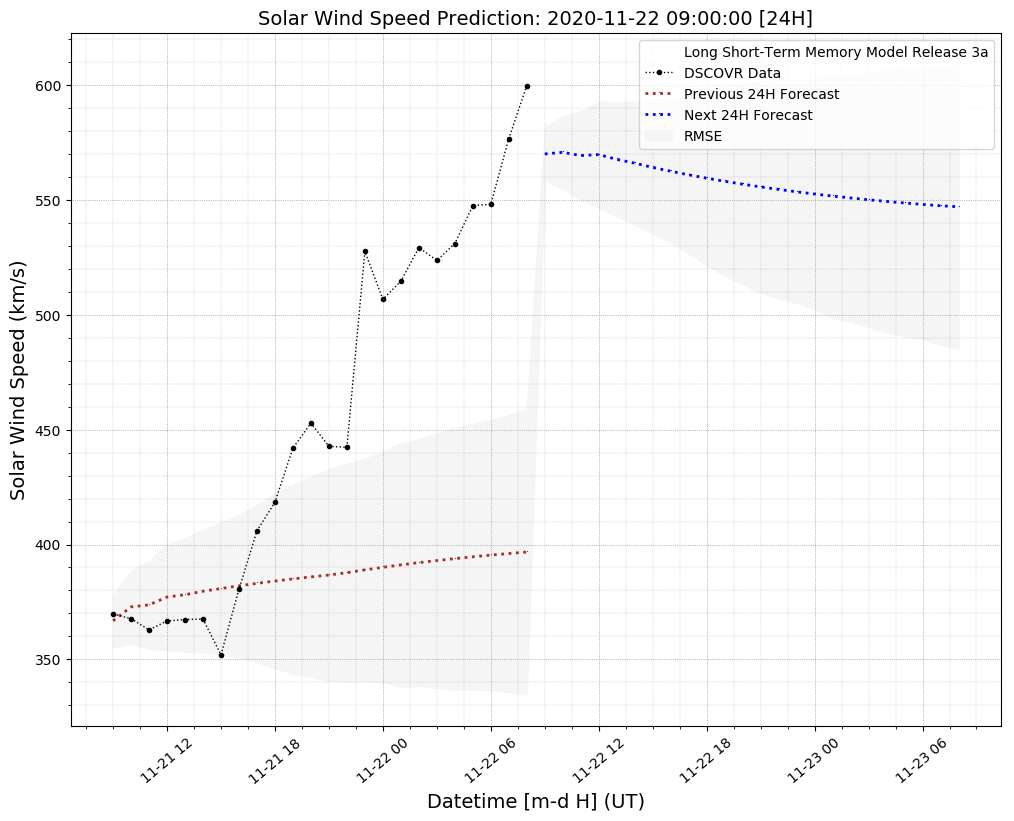 Solar Wind Speed Prediction: 2020-11-22 09:00:00 [24H]
Long Short-Term Memory Model Release 3a
DSCOVR Data
Previous 24H Forecast
Next 24H Forecast
RMSE
Solar Wind Speed (km/s)
600
550
500
450
400
350
11-21 12
11-21 18
11-22 00
11-22 06
11-22 12
11-22 18
11-23 00
11-23 06
Datetime [m-d H] (UT)